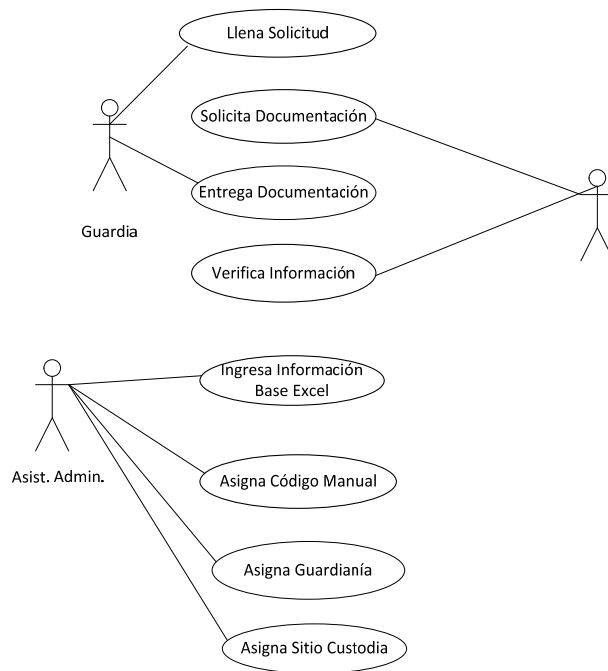 Llena Solicitud
Solicita Documentación
Entrega Documentación
Guardia
Verifica Información
Ingresa Información
Base Excel
Asist. Admin.
Asigna Código Manual
Asigna Guardianía
Asigna Sitio Custodia